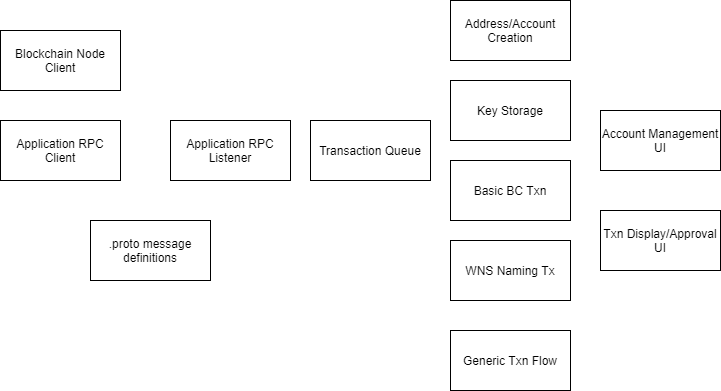 Address/Account
Creation
Blockchain Node
Client
Key Storage
Application RPC
Client
Application RPC
Listener
Transaction Queue
Account Management
UI
Basic BC Txn
.proto message
definitions
Txn Display/Approval
UI
WNS Naming Tx
Generic Txn Flow